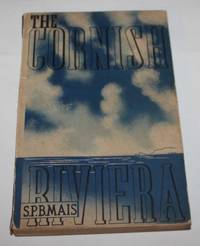 THE
CORNISH
RIVIERA
S.P.B.MAIS